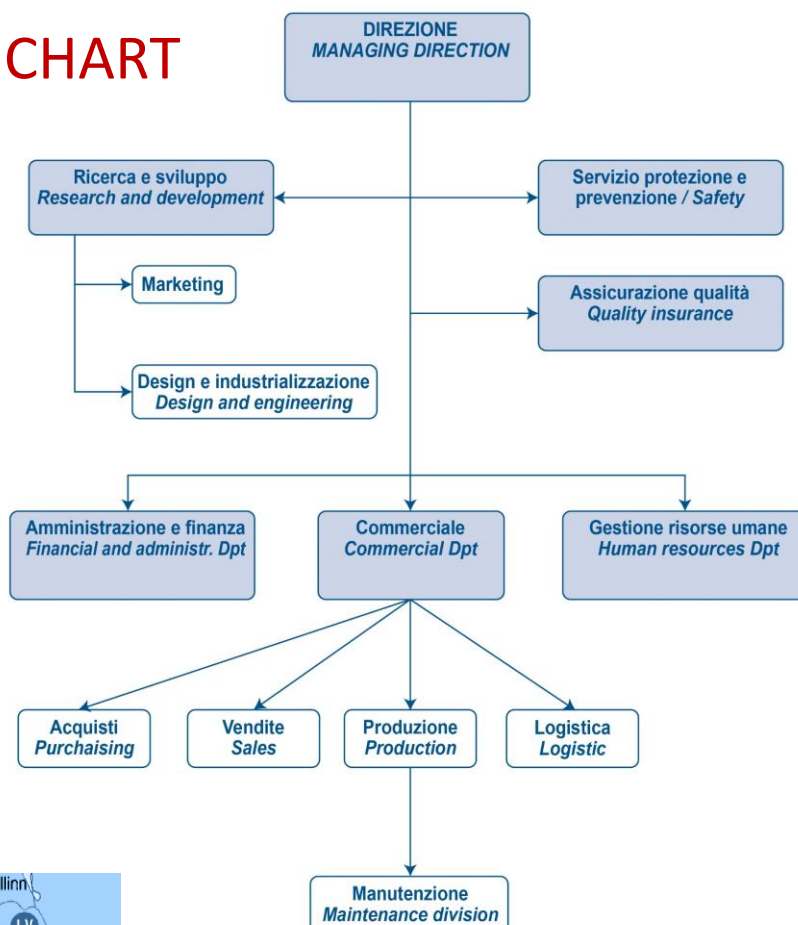 CHART
DIREZIONE
MANAGING DIRECTION
Ricerca e sviluppo
Research and development
Servizio protezione e
prevenzione / Safety
Marketing
Assicurazione qualità
Quality insurance
Design e industrializzazione
Design and engineering
Amministrazione e finanza
Financial and administr. Dpt
Commerciale
Commercial Dpt
Gestione risorse umane
Human resources Dpt
Acquisti
Purchaising
Vendite
Sales
Produzione
Production
Logistica
Logistic
Manutenzione
Maintenance division
llinn